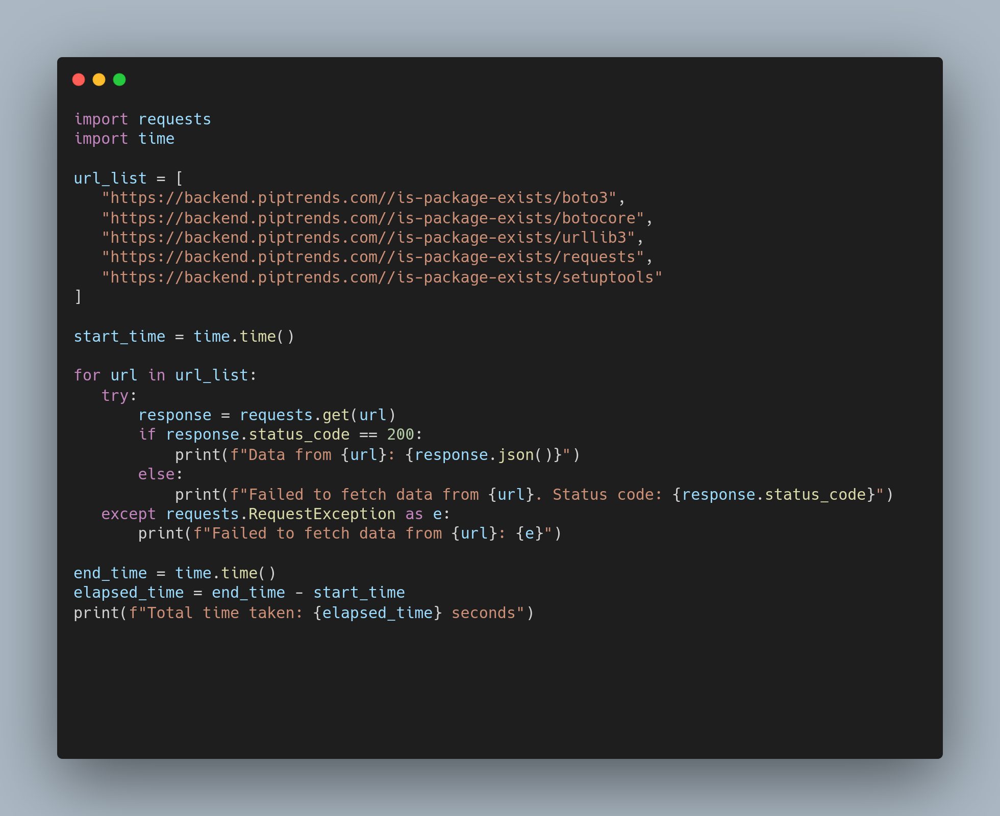 import requests
import time

url_list = [
   "https://backend.piptrends.com//is-package-exists/boto3",
   "https://backend.piptrends.com//is-package-exists/botocore",
   "https://backend.piptrends.com//is-package-exists/urllib3",
   "https://backend.piptrends.com//is-package-exists/requests",
   "https://backend.piptrends.com//is-package-exists/setuptools"
]

start_time = time.time()

for url in url_list:
   try:
       response = requests.get(url)
       if response.status_code == 200:
           print(f"Data from {url}: {response.json()}")
       else:
           print(f"Failed to fetch data from {url}. Status code: {response.status_code}")
   except requests.RequestException as e:
       print(f"Failed to fetch data from {url}: {e}")

end_time = time.time()
elapsed_time = end_time - start_time
print(f"Total time taken: {elapsed_time} seconds")